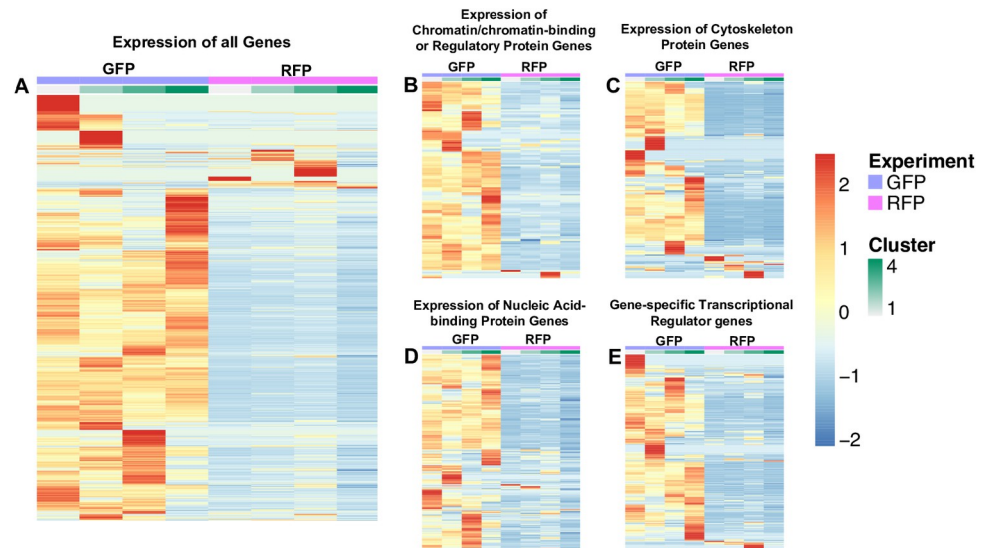 Expression of all Genes
GFP
RFP
A
Expression of
Chromatin/chromatin-binding
or Regulatory Protein Genes
GFP
RFP
B
Expression of Cytoskeleton
Protein Genes
GFP
RFP
C
Expression of Nucleic Acid-
binding Protein Genes
GFP
RFP
D
Gene-specific Transcriptional
Regulator genes
GFP
RFP
E
2
1
0
−1
−2
Experiment
GFP
RFP
Cluster
4
1